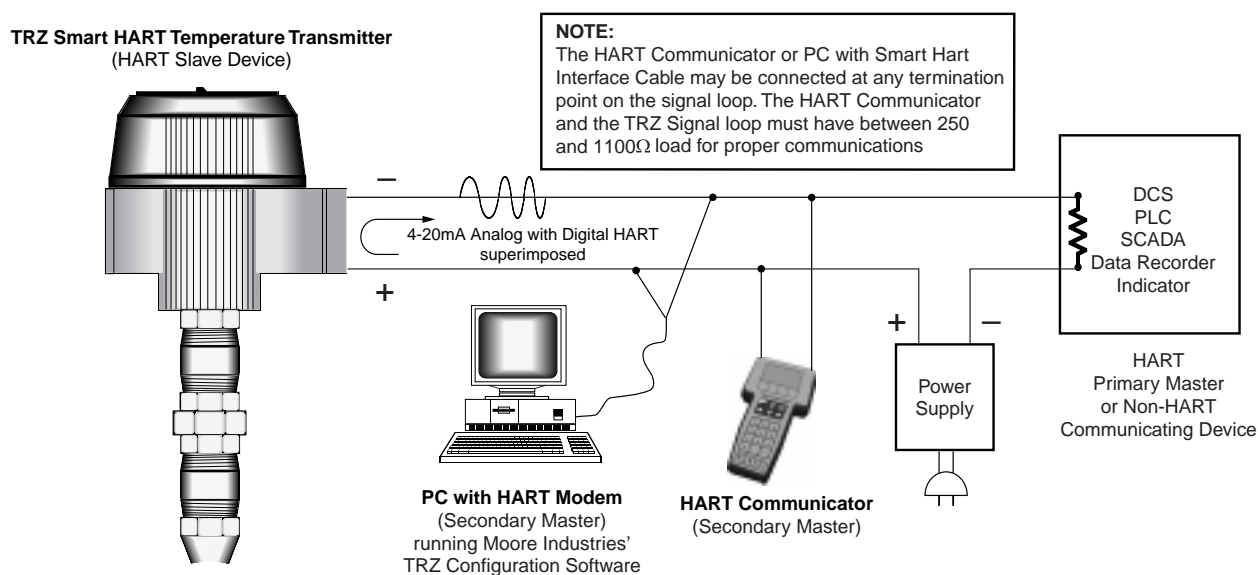 TRZ Smart HART Temperature Transmitter
(HART Slave Device)
NOTE:
The HART Communicator or PC with Smart Hart
Interface Cable may be connected at any termination
point on the signal loop. The HART Communicator
and the TRZ Signal loop must have between 250
and 1100Ω load for proper communications
–
4-20mA Analog with Digital HART
superimposed
+
DCS
PLC
SCADA
Data Recorder
Indicator
+ –
Power
Supply
HART
Primary Master
or Non-HART
Communicating Device
PC with HART Modem
(Secondary Master)
running Moore Industries’
TRZ Configuration Software
HART Communicator
(Secondary Master)